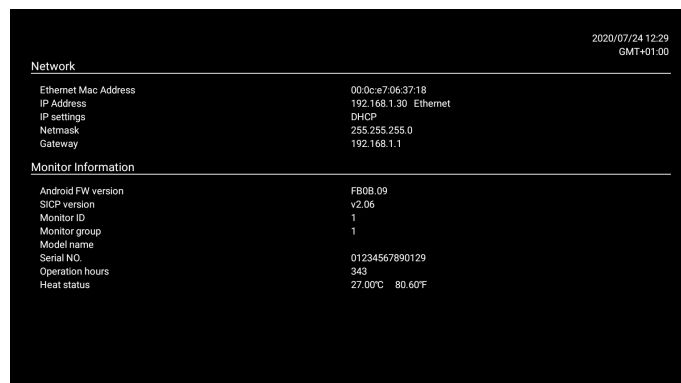 2020/07/24 12:29
GMT+01:00
Network
Ethernet Mac Address 00:0c:e7:06:37:18
IP Address 192.168.1.30 Ethernet
IP settings DHCP
Netmask 255.255.255.0
Gateway 192.168.1.1
Monitor Information
Android FW version FB0B.09
SICP version v2.06
Monitor ID 1
Monitor group 1
Model name
Serial NO. 01234567890129
Operation hours 343
Heat status 27.00℃ 80.60℉